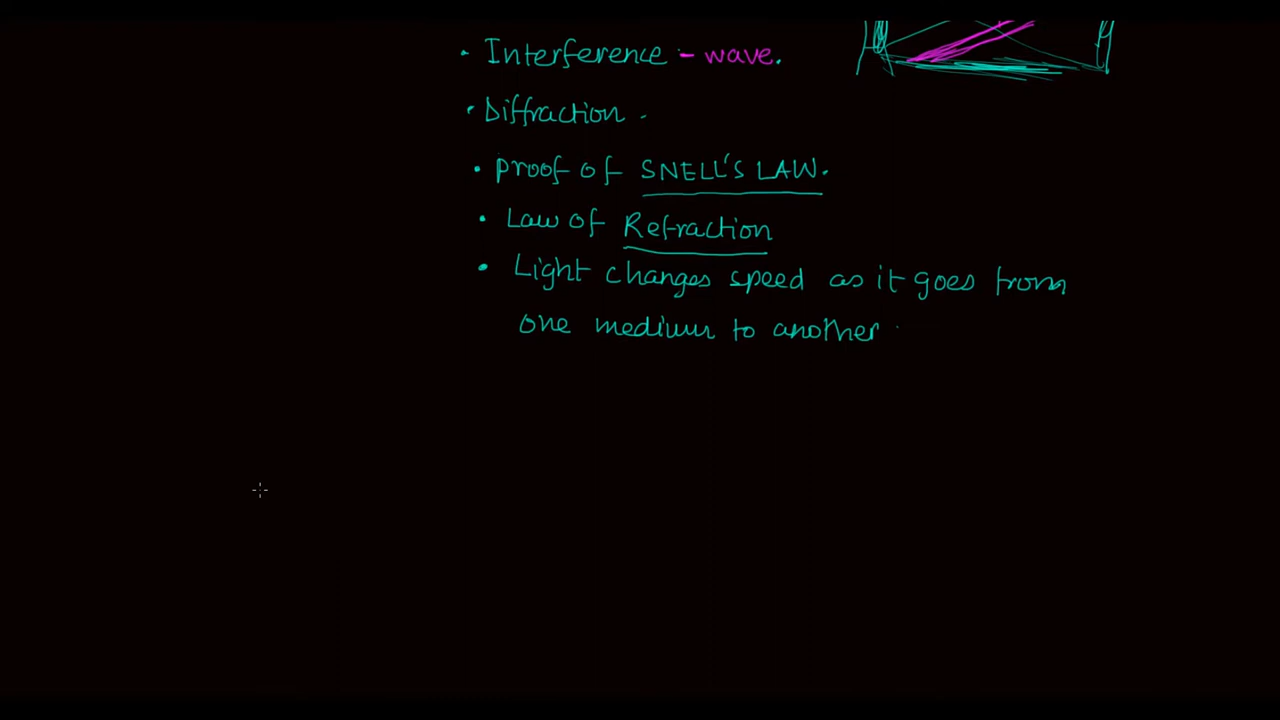 • Interference - wave.
• Diffraction.
• Proof of SNELL'S LAW.
• Law of Refraction
• Light changes speed as it goes from
one medium to another.